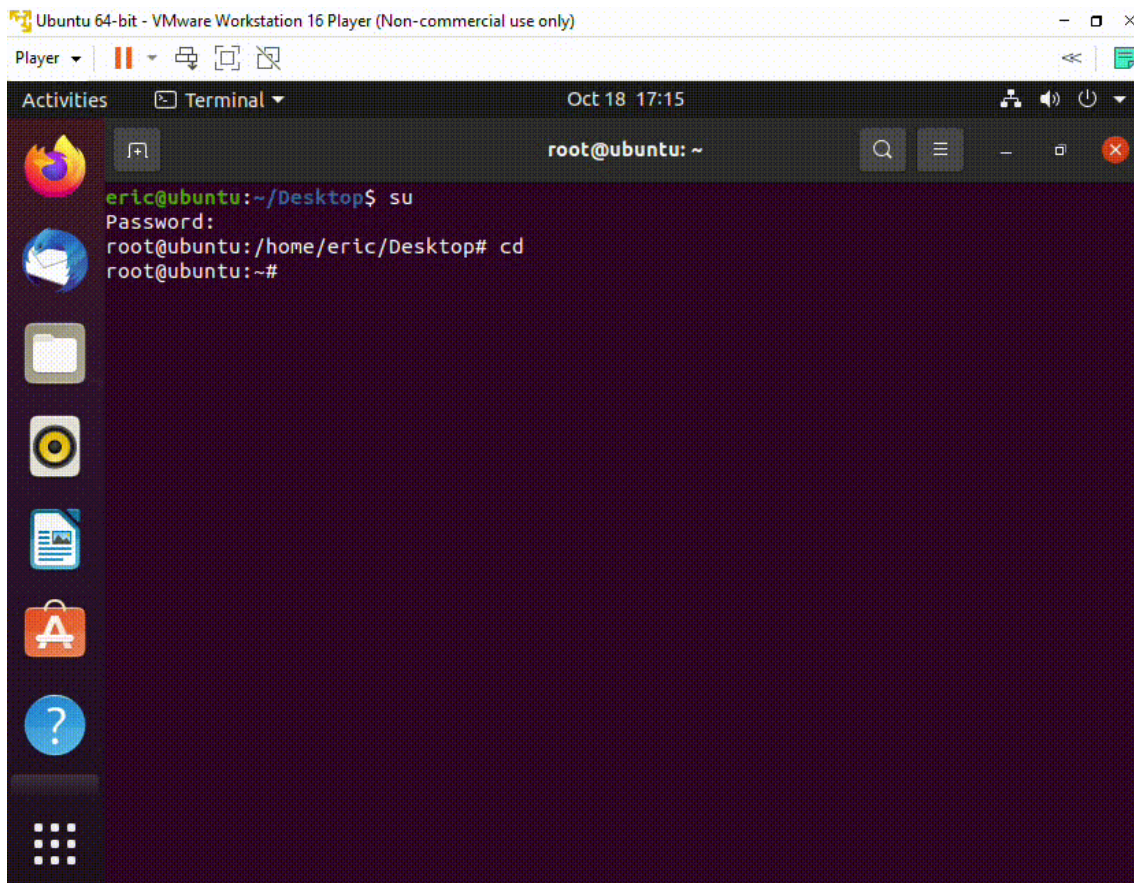 Ubuntu 64-bit - VMware Workstation 16 Player (Non-commercial use only)
Player
Activities Terminal Oct 18 17:15
root@ubuntu: ~
eric@ubuntu:~/Desktop$ su
Password:
root@ubuntu:/home/eric/Desktop# cd
root@ubuntu:~#